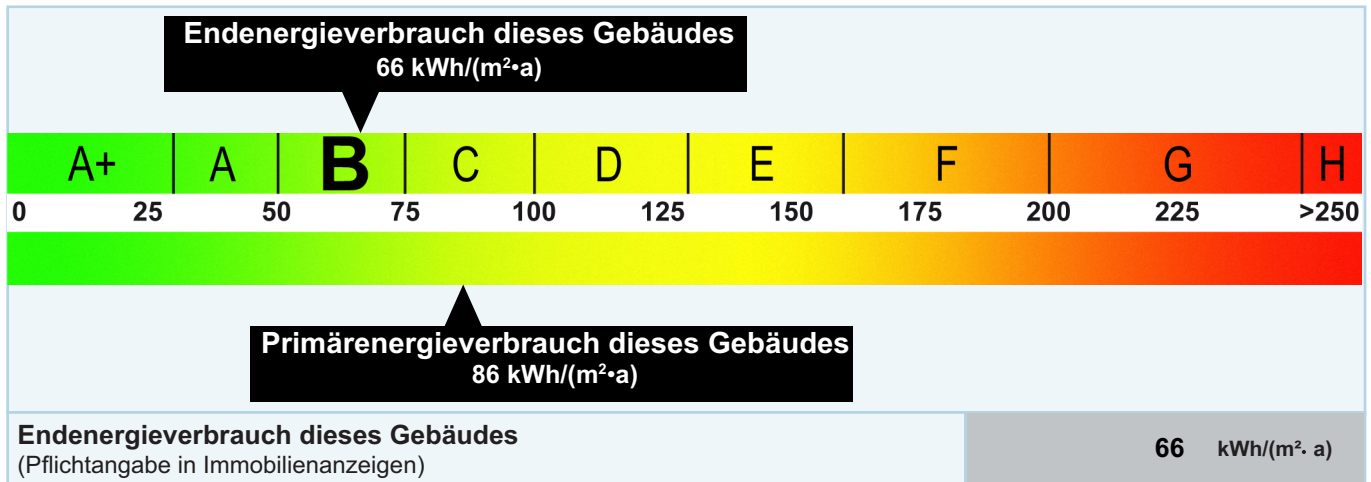 Endenergieverbrauch dieses Gebäudes
66 kWh/(m²•a)
A+ A B C D E F G H
0 25 50 75 100 125 150 175 200 225 >250
Primärenergieverbrauch dieses Gebäudes
86 kWh/(m²•a)
Endenergieverbrauch dieses Gebäudes
(Pflichtangabe in Immobilienanzeigen)
66 kWh/(m²· a)